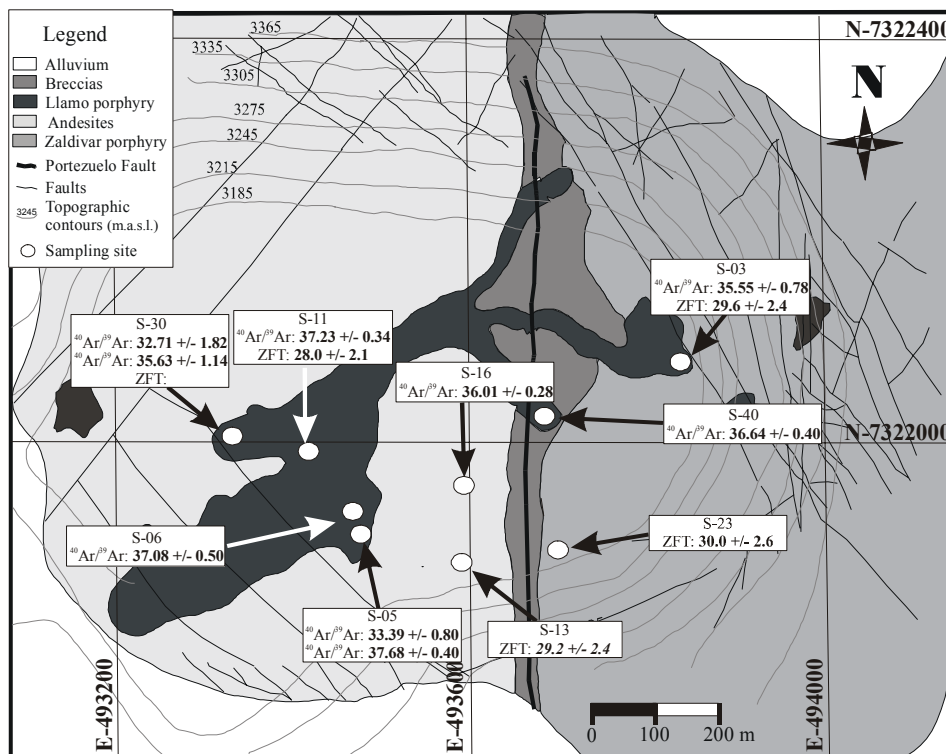 Legend
Alluvium
Breccias
Llamo porphyry
Andesites
Zaldivar porphyry
Portezuelo Fault
Faults
3245 Topographic
contours (m.a.s.l.)
Sampling site
3365
3335
3305
3275
3245
3215
3185
N-7322400
N
S-03
⁴⁰Ar/³⁹Ar: 35.55 +/- 0.78
ZFT: 29.6 +/- 2.4
S-30
⁴⁰Ar/³⁹Ar: 32.71 +/- 1.82
⁴⁰Ar/³⁹Ar: 35.63 +/- 1.14
ZFT:
S-11
⁴⁰Ar/³⁹Ar: 37.23 +/- 0.34
ZFT: 28.0 +/- 2.1
S-16
⁴⁰Ar/³⁹Ar: 36.01 +/- 0.28
S-40
⁴⁰Ar/³⁹Ar: 36.64 +/- 0.40
N-7322000
S-06
⁴⁰Ar/³⁹Ar: 37.08 +/- 0.50
S-23
ZFT: 30.0 +/- 2.6
S-05
⁴⁰Ar/³⁹Ar: 33.39 +/- 0.80
⁴⁰Ar/³⁹Ar: 37.68 +/- 0.40
S-13
ZFT: 29.2 +/- 2.4
E-493200
E-493600
E-494000
0 100 200 m